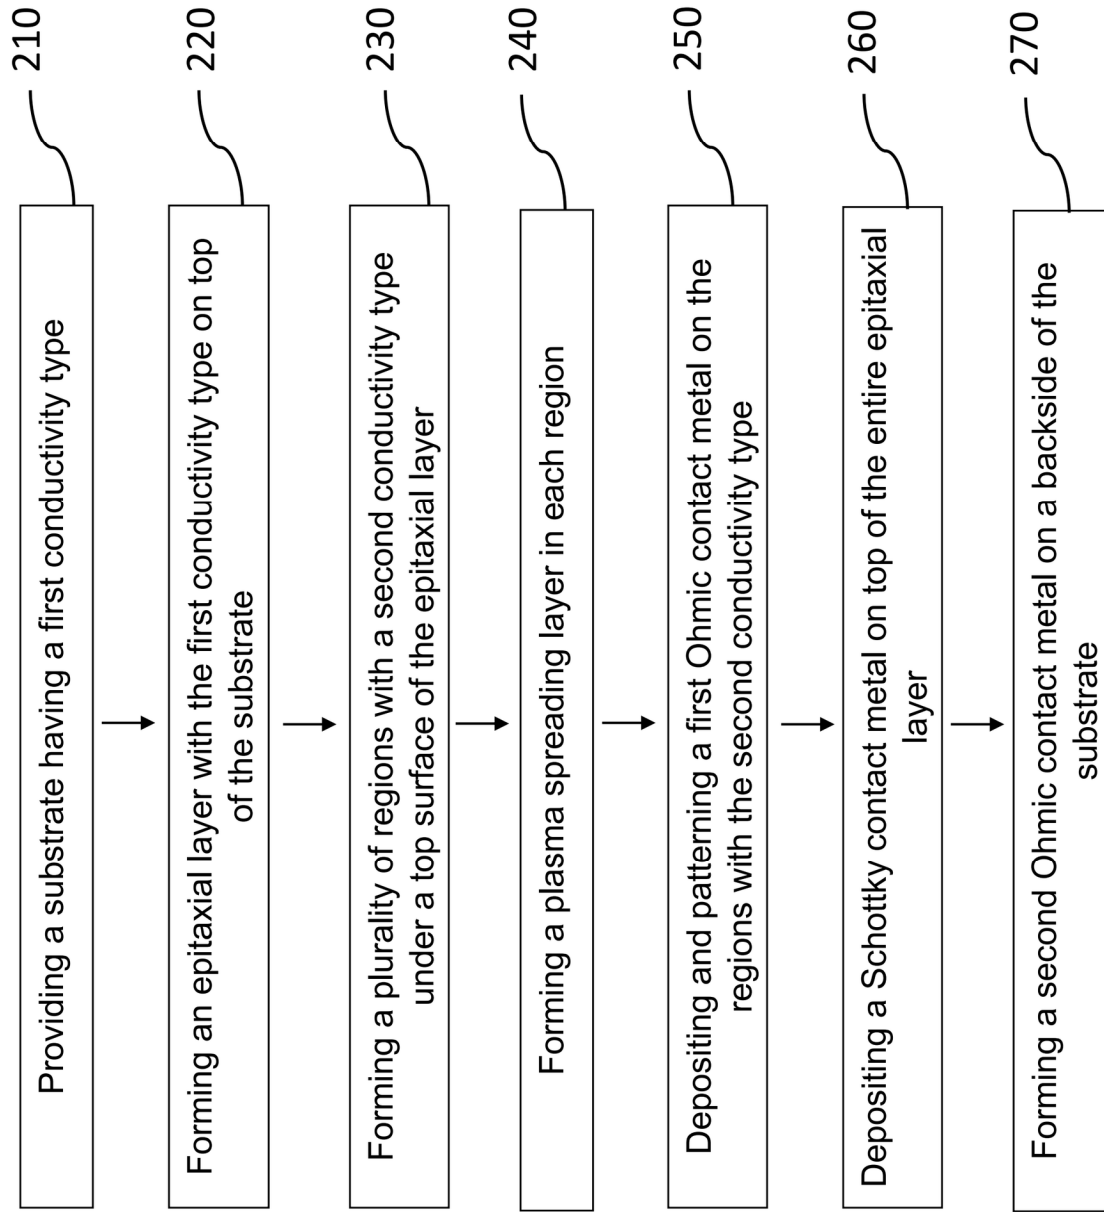 210
Providing a substrate having a first conductivity type
220
Forming an epitaxial layer with the first conductivity type on top
of the substrate
230
Forming a plurality of regions with a second conductivity type
under a top surface of the epitaxial layer
240
Forming a plasma spreading layer in each region
250
Depositing and patterning a first Ohmic contact metal on the
regions with the second conductivity type
260
Depositing a Schottky contact metal on top of the entire epitaxial
layer
270
Forming a second Ohmic contact metal on a backside of the
substrate